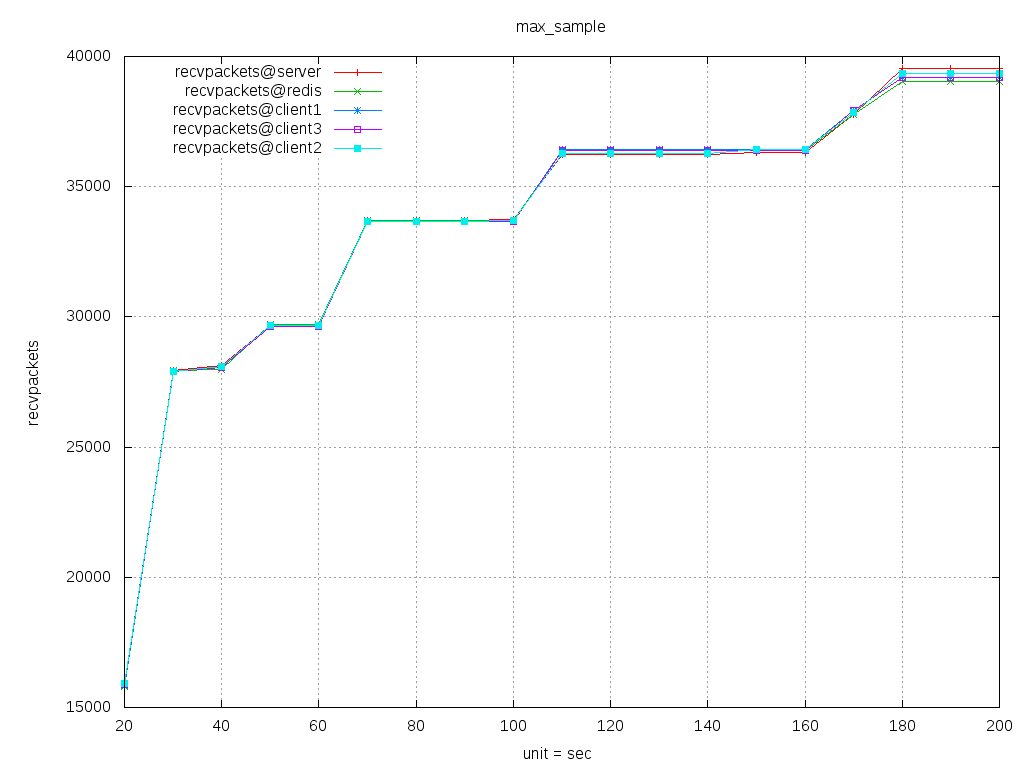 max_sample
40000
35000
30000
25000
20000
15000
recvpackets
recvpackets@server
recvpackets@redis
recvpackets@client1
recvpackets@client3
recvpackets@client2
20 40 60 80 100 120 140 160 180 200
unit = sec